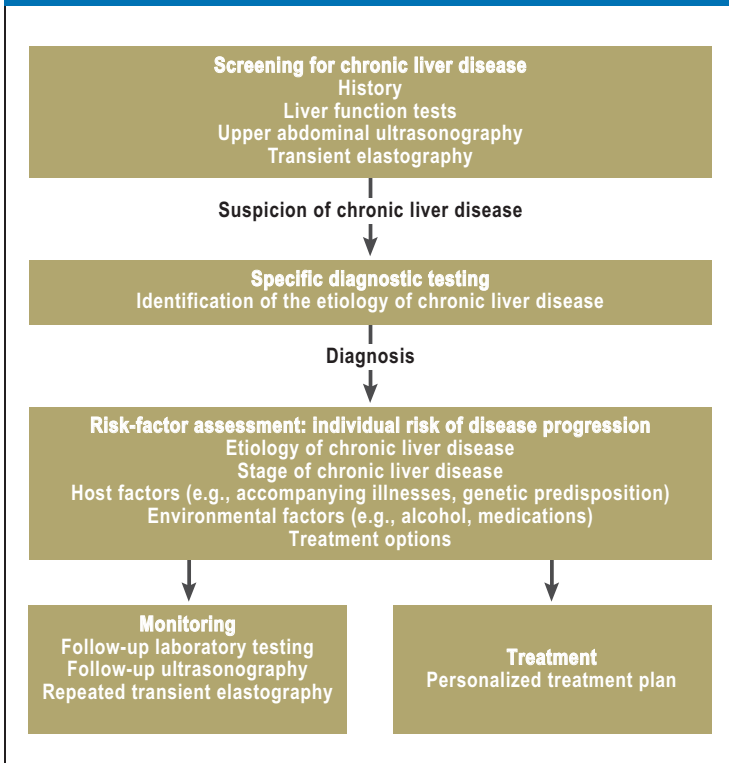 Screening for chronic liver disease
History
Liver function tests
Upper abdominal ultrasonography
Transient elastography
Suspicion of chronic liver disease
Specific diagnostic testing
Identification of the etiology of chronic liver disease
Diagnosis
Risk-factor assessment: individual risk of disease progression
Etiology of chronic liver disease
Stage of chronic liver disease
Host factors (e.g., accompanying illnesses, genetic predisposition)
Environmental factors (e.g., alcohol, medications)
Treatment options
Monitoring
Follow-up laboratory testing
Follow-up ultrasonography
Repeated transient elastography
Treatment
Personalized treatment plan